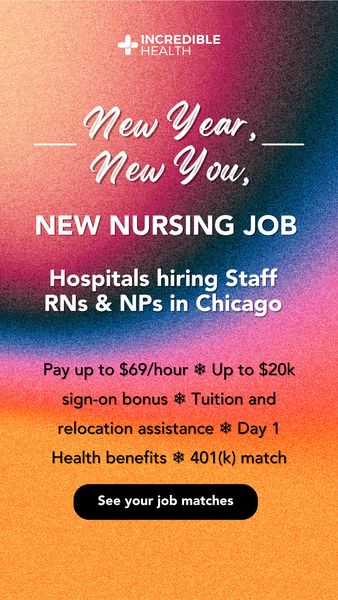 INCREDIBLE
HEALTH
New Year,
New You,
NEW NURSING JOB
Hospitals hiring Staff
RNs & NPs in Chicago
Pay up to $69/hour ❄ Up to $20k
sign-on bonus ❄ Tuition and
relocation assistance ❄ Day 1
Health benefits ❄ 401(k) match
See your job matches